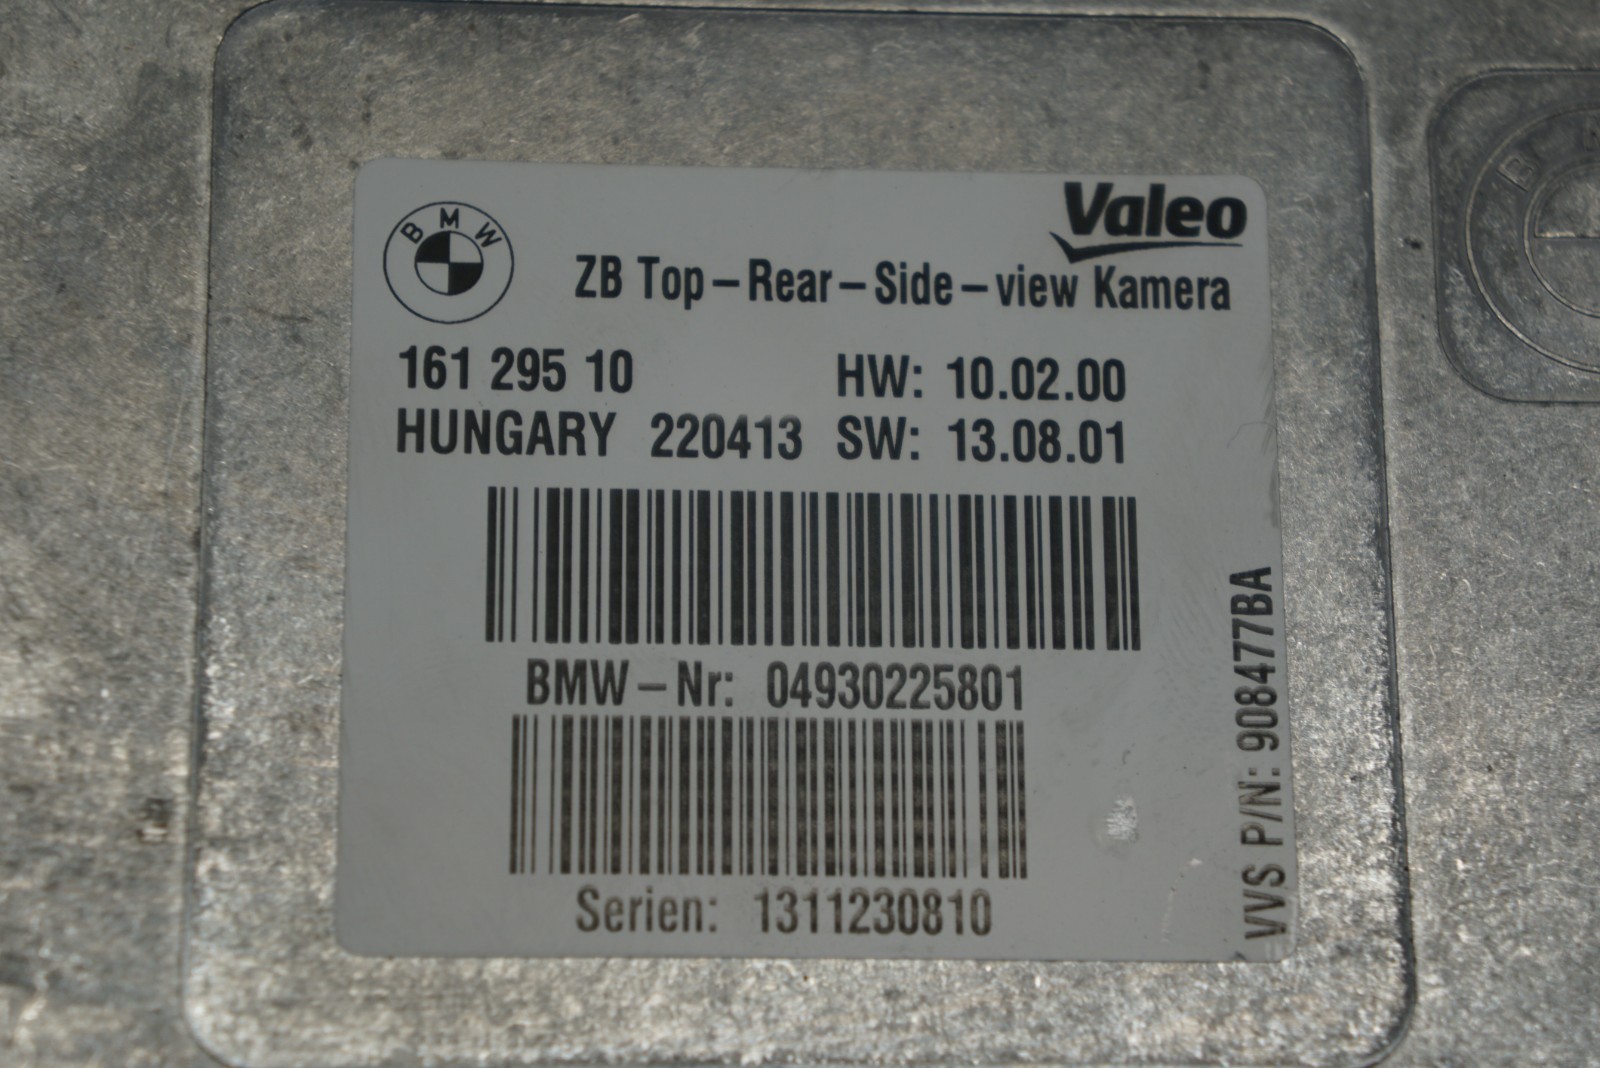 BMW
Valeo
ZB Top-Rear-Side-view Kamera
161 295 10 HW: 10.02.00
HUNGARY 220413 SW: 13.08.01
BMW-Nr: 04930225801
Serien: 1311230810
VVS P/N: 908477BA